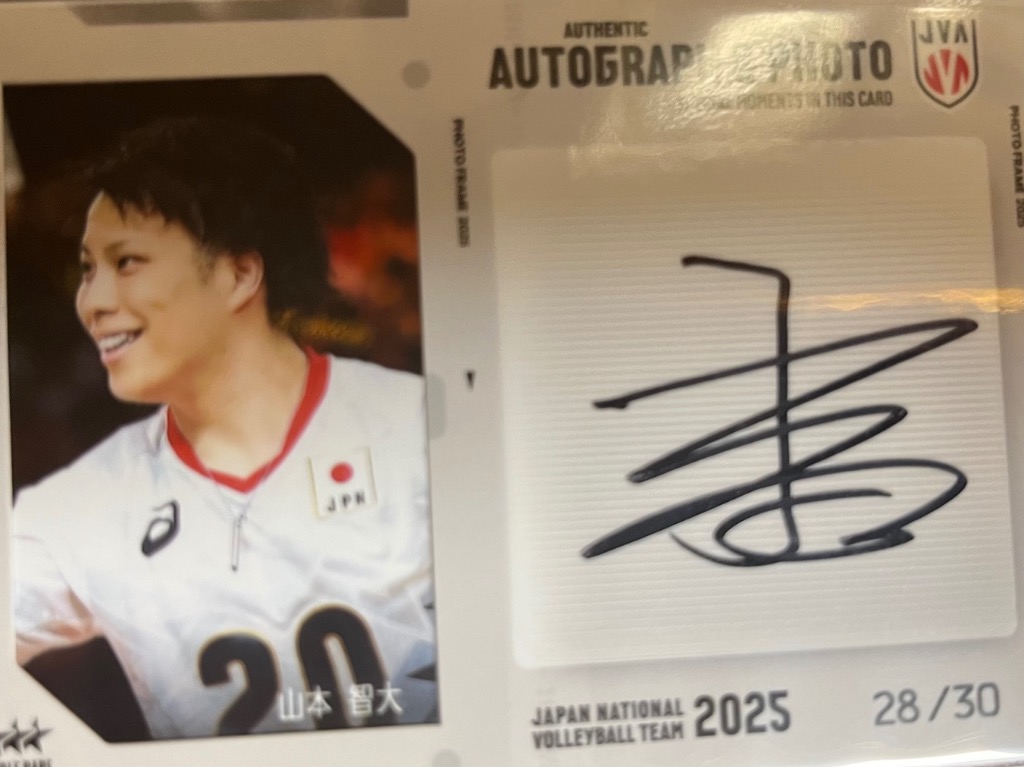 AUTHENTIC
AUTOGRAPH & PHOTO
MOMENTS IN THIS CARD
JVA
PHOTO FRAME 2025
PHOTO FRAME 2025
JPN
20
山本 智大
JAPAN NATIONAL
VOLLEYBALL TEAM 2025
28/30